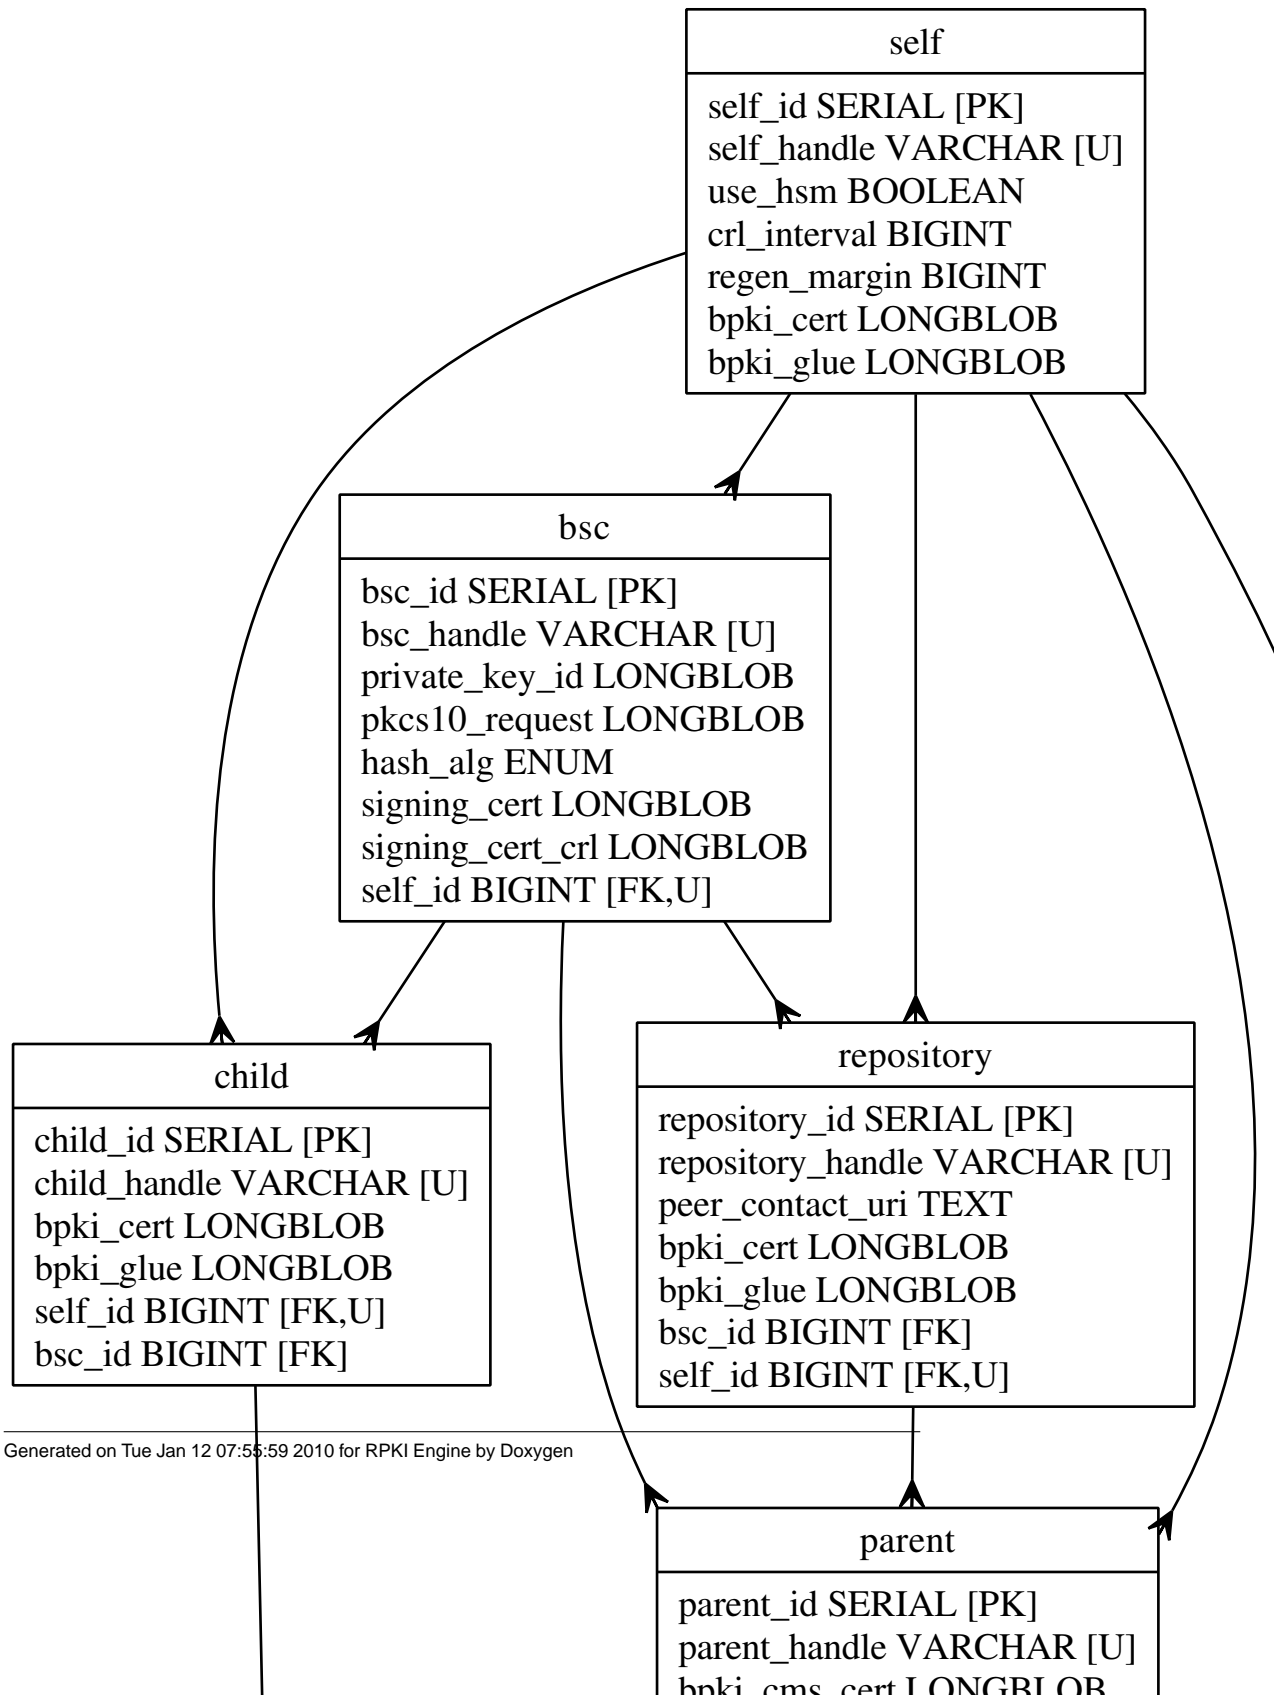 self
self_id SERIAL [PK]
self_handle VARCHAR [U]
use_hsm BOOLEAN
crl_interval BIGINT
regen_margin BIGINT
bpki_cert LONGBLOB
bpki_glue LONGBLOB
bsc
bsc_id SERIAL [PK]
bsc_handle VARCHAR [U]
private_key_id LONGBLOB
pkcs10_request LONGBLOB
hash_alg ENUM
signing_cert LONGBLOB
signing_cert_crl LONGBLOB
self_id BIGINT [FK,U]
child
child_id SERIAL [PK]
child_handle VARCHAR [U]
bpki_cert LONGBLOB
bpki_glue LONGBLOB
self_id BIGINT [FK,U]
bsc_id BIGINT [FK]
repository
repository_id SERIAL [PK]
repository_handle VARCHAR [U]
peer_contact_uri TEXT
bpki_cert LONGBLOB
bpki_glue LONGBLOB
bsc_id BIGINT [FK]
self_id BIGINT [FK,U]
Generated on Tue Jan 12 07:55:59 2010 for RPKI Engine by Doxygen
parent
parent_id SERIAL [PK]
parent_handle VARCHAR [U]
bpki_cms_cert LONGBLOB